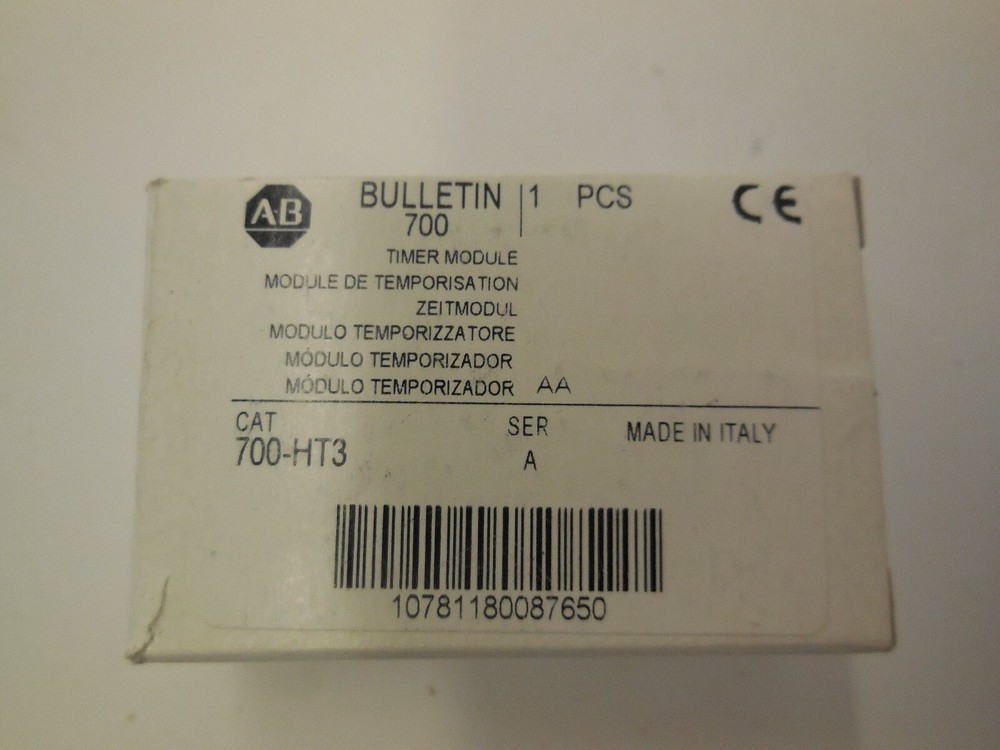 A-B BULLETIN 1 PCS CE
700
TIMER MODULE
MODULE DE TEMPORISATION
ZEITMODUL
MODULO TEMPORIZZATORE
MÓDULO TEMPORIZADOR
MÓDULO TEMPORIZADOR AA
CAT SER MADE IN ITALY
700-HT3 A
10781180087650